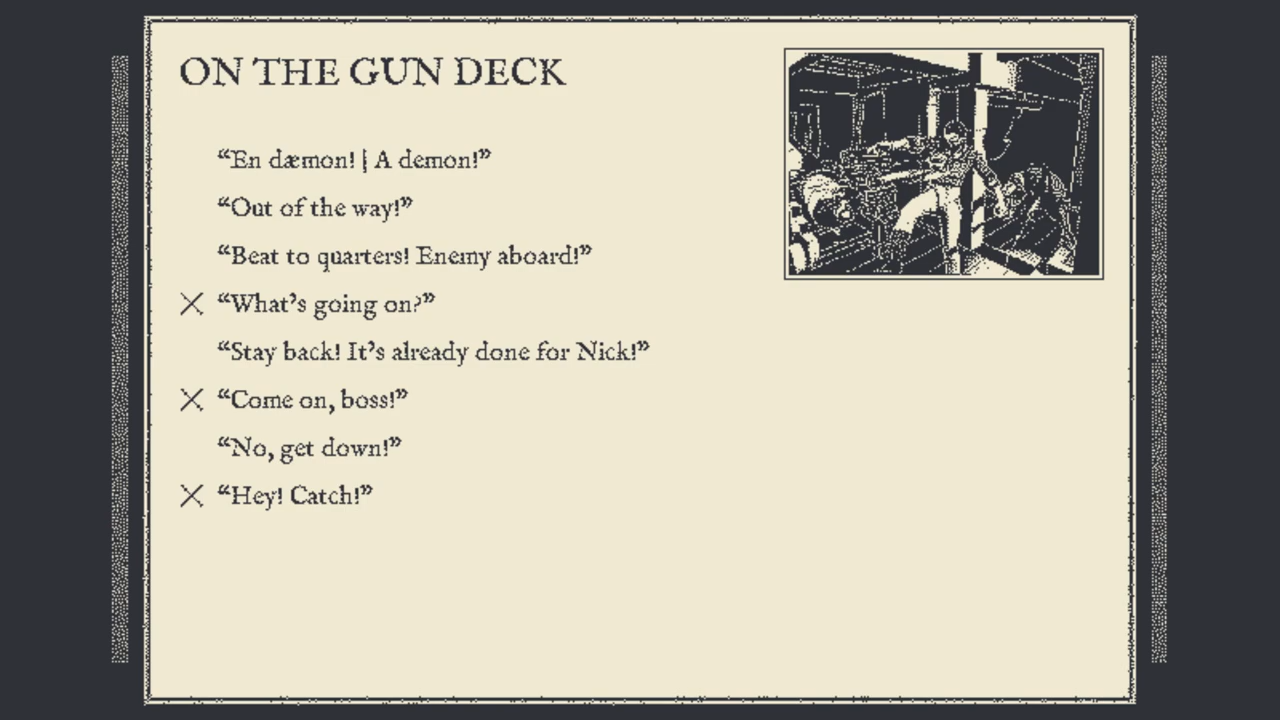 ON THE GUN DECK
“En dæmon! | A demon!”
“Out of the way!”
“Beat to quarters! Enemy aboard!”
“What’s going on?”
“Stay back! It’s already done for Nick!”
“Come on, boss!”
“No, get down!”
“Hey! Catch!”